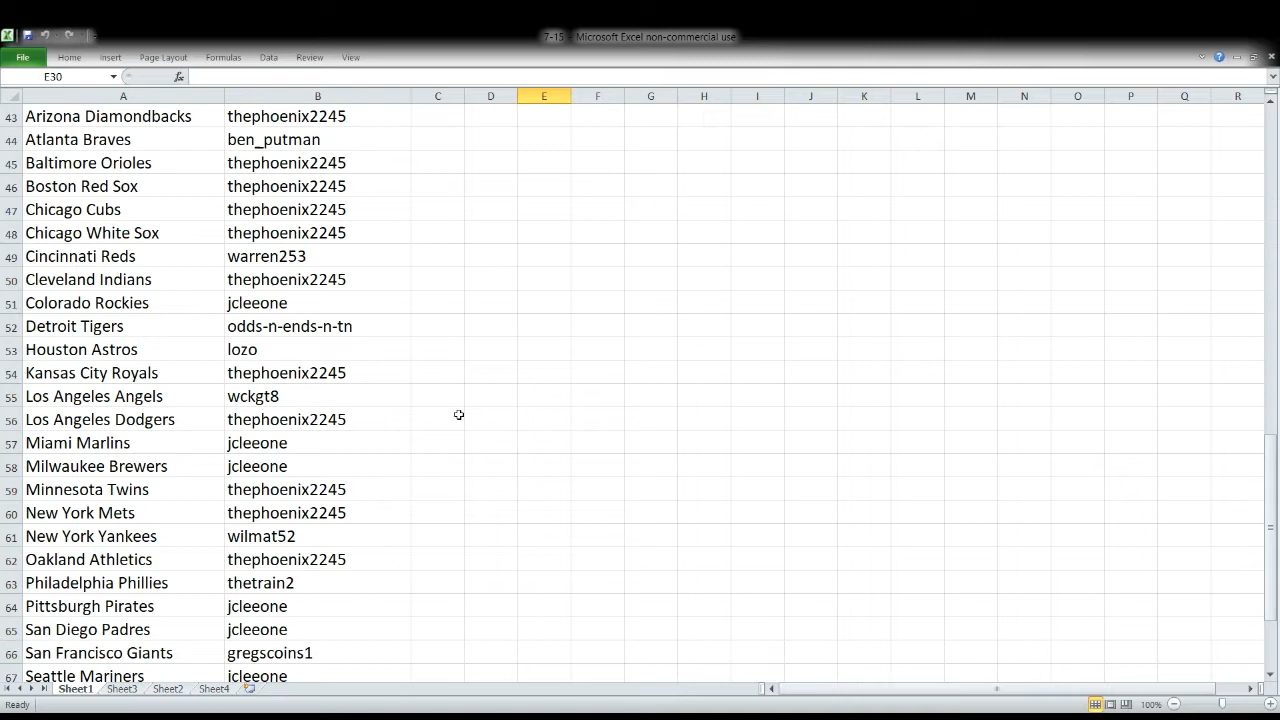 7-15 - Microsoft Excel non-commercial use
File Home Insert Page Layout Formulas Data Review View
E30 fx
A B C D E F G H I J K L M N O P Q R
43 Arizona Diamondbacks thephoenix2245
44 Atlanta Braves ben_putman
45 Baltimore Orioles thephoenix2245
46 Boston Red Sox thephoenix2245
47 Chicago Cubs thephoenix2245
48 Chicago White Sox thephoenix2245
49 Cincinnati Reds warren253
50 Cleveland Indians thephoenix2245
51 Colorado Rockies jcleeone
52 Detroit Tigers odds-n-ends-n-tn
53 Houston Astros lozo
54 Kansas City Royals thephoenix2245
55 Los Angeles Angels wckgt8
56 Los Angeles Dodgers thephoenix2245
57 Miami Marlins jcleeone
58 Milwaukee Brewers jcleeone
59 Minnesota Twins thephoenix2245
60 New York Mets thephoenix2245
61 New York Yankees wilmat52
62 Oakland Athletics thephoenix2245
63 Philadelphia Phillies thetrain2
64 Pittsburgh Pirates jcleeone
65 San Diego Padres jcleeone
66 San Francisco Giants gregscoins1
67 Seattle Mariners jcleeone
Sheet1 Sheet3 Sheet2 Sheet4
Ready 100%